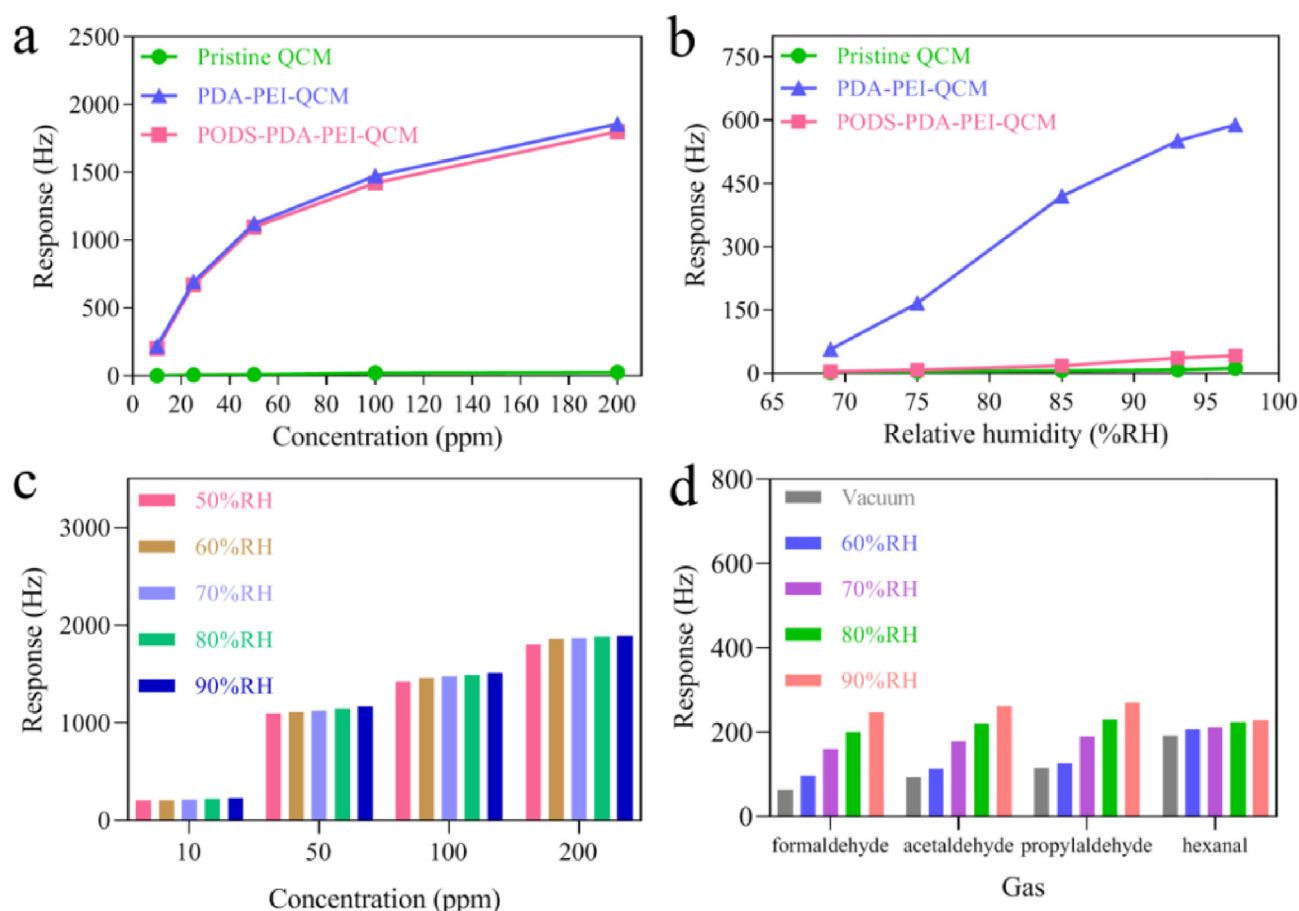 a
2500
2000
1500
1000
500
0
Response (Hz)
Pristine QCM
PDA-PEI-QCM
PODS-PDA-PEI-QCM
0 20 40 60 80 100 120 140 160 180 200
Concentration (ppm)
b
750
600
450
300
150
0
Response (Hz)
Pristine QCM
PDA-PEI-QCM
PODS-PDA-PEI-QCM
65 70 75 80 85 90 95 100
Relative humidity (%RH)
c
3000
2000
1000
0
Response (Hz)
50%RH
60%RH
70%RH
80%RH
90%RH
10 50 100 200
Concentration (ppm)
d
800
600
400
200
0
Response (Hz)
Vacuum
60%RH
70%RH
80%RH
90%RH
formaldehyde acetaldehyde propylaldehyde hexanal
Gas